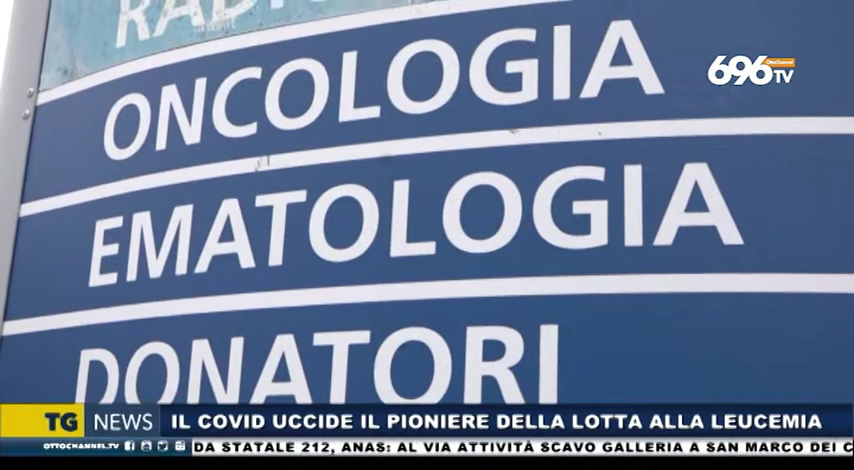 ONCOLOGIA
696
OttoChannel
TV
EMATOLOGIA
DONATORI
TG NEWS IL COVID UCCIDE IL PIONIERE DELLA LOTTA ALLA LEUCEMIA
OTTOCHANNEL.TV DA STATALE 212, ANAS: AL VIA ATTIVITÀ SCAVO GALLERIA A SAN MARCO DEI C